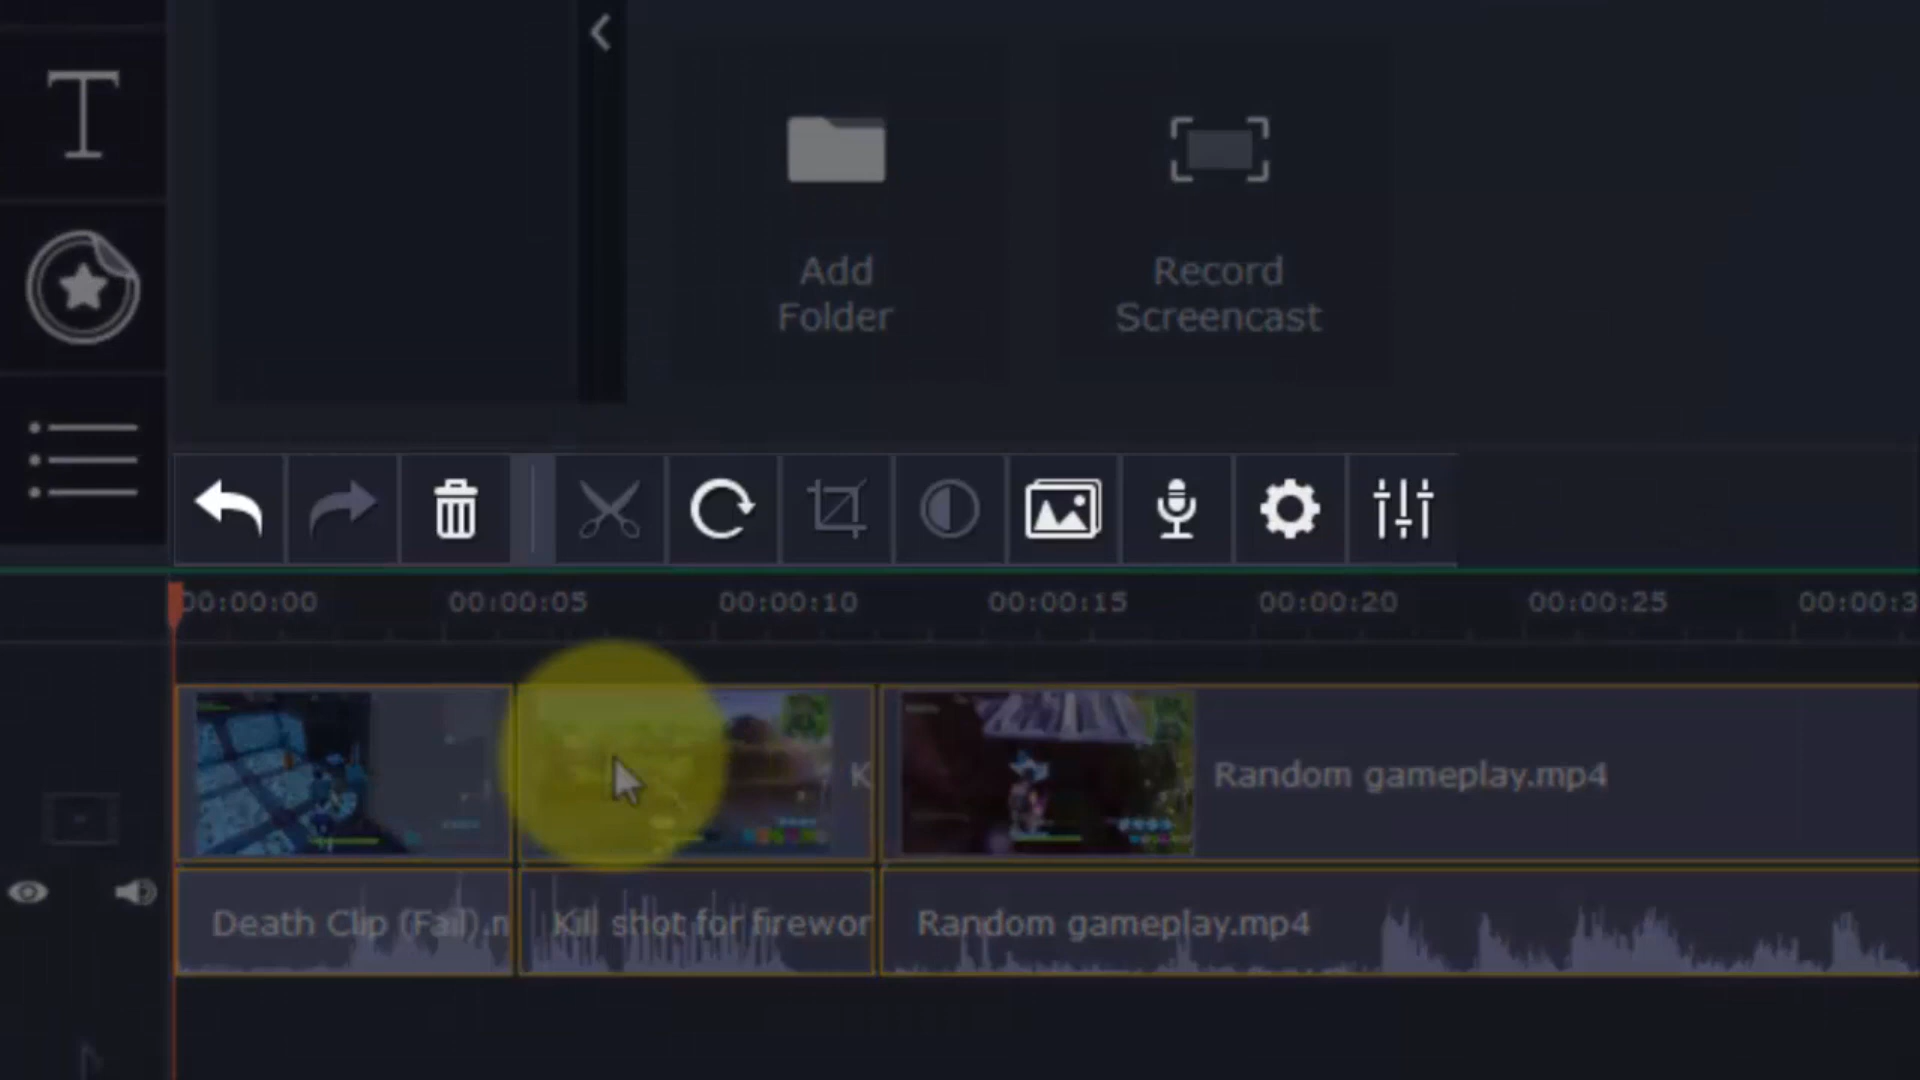 T
Add
Folder
Record
Screencast
00:00:00 00:00:05 00:00:10 00:00:15 00:00:20 00:00:25 00:00:3
K
Random gameplay.mp4
Death Clip (Fail).n
Kill shot for firewor
Random gameplay.mp4